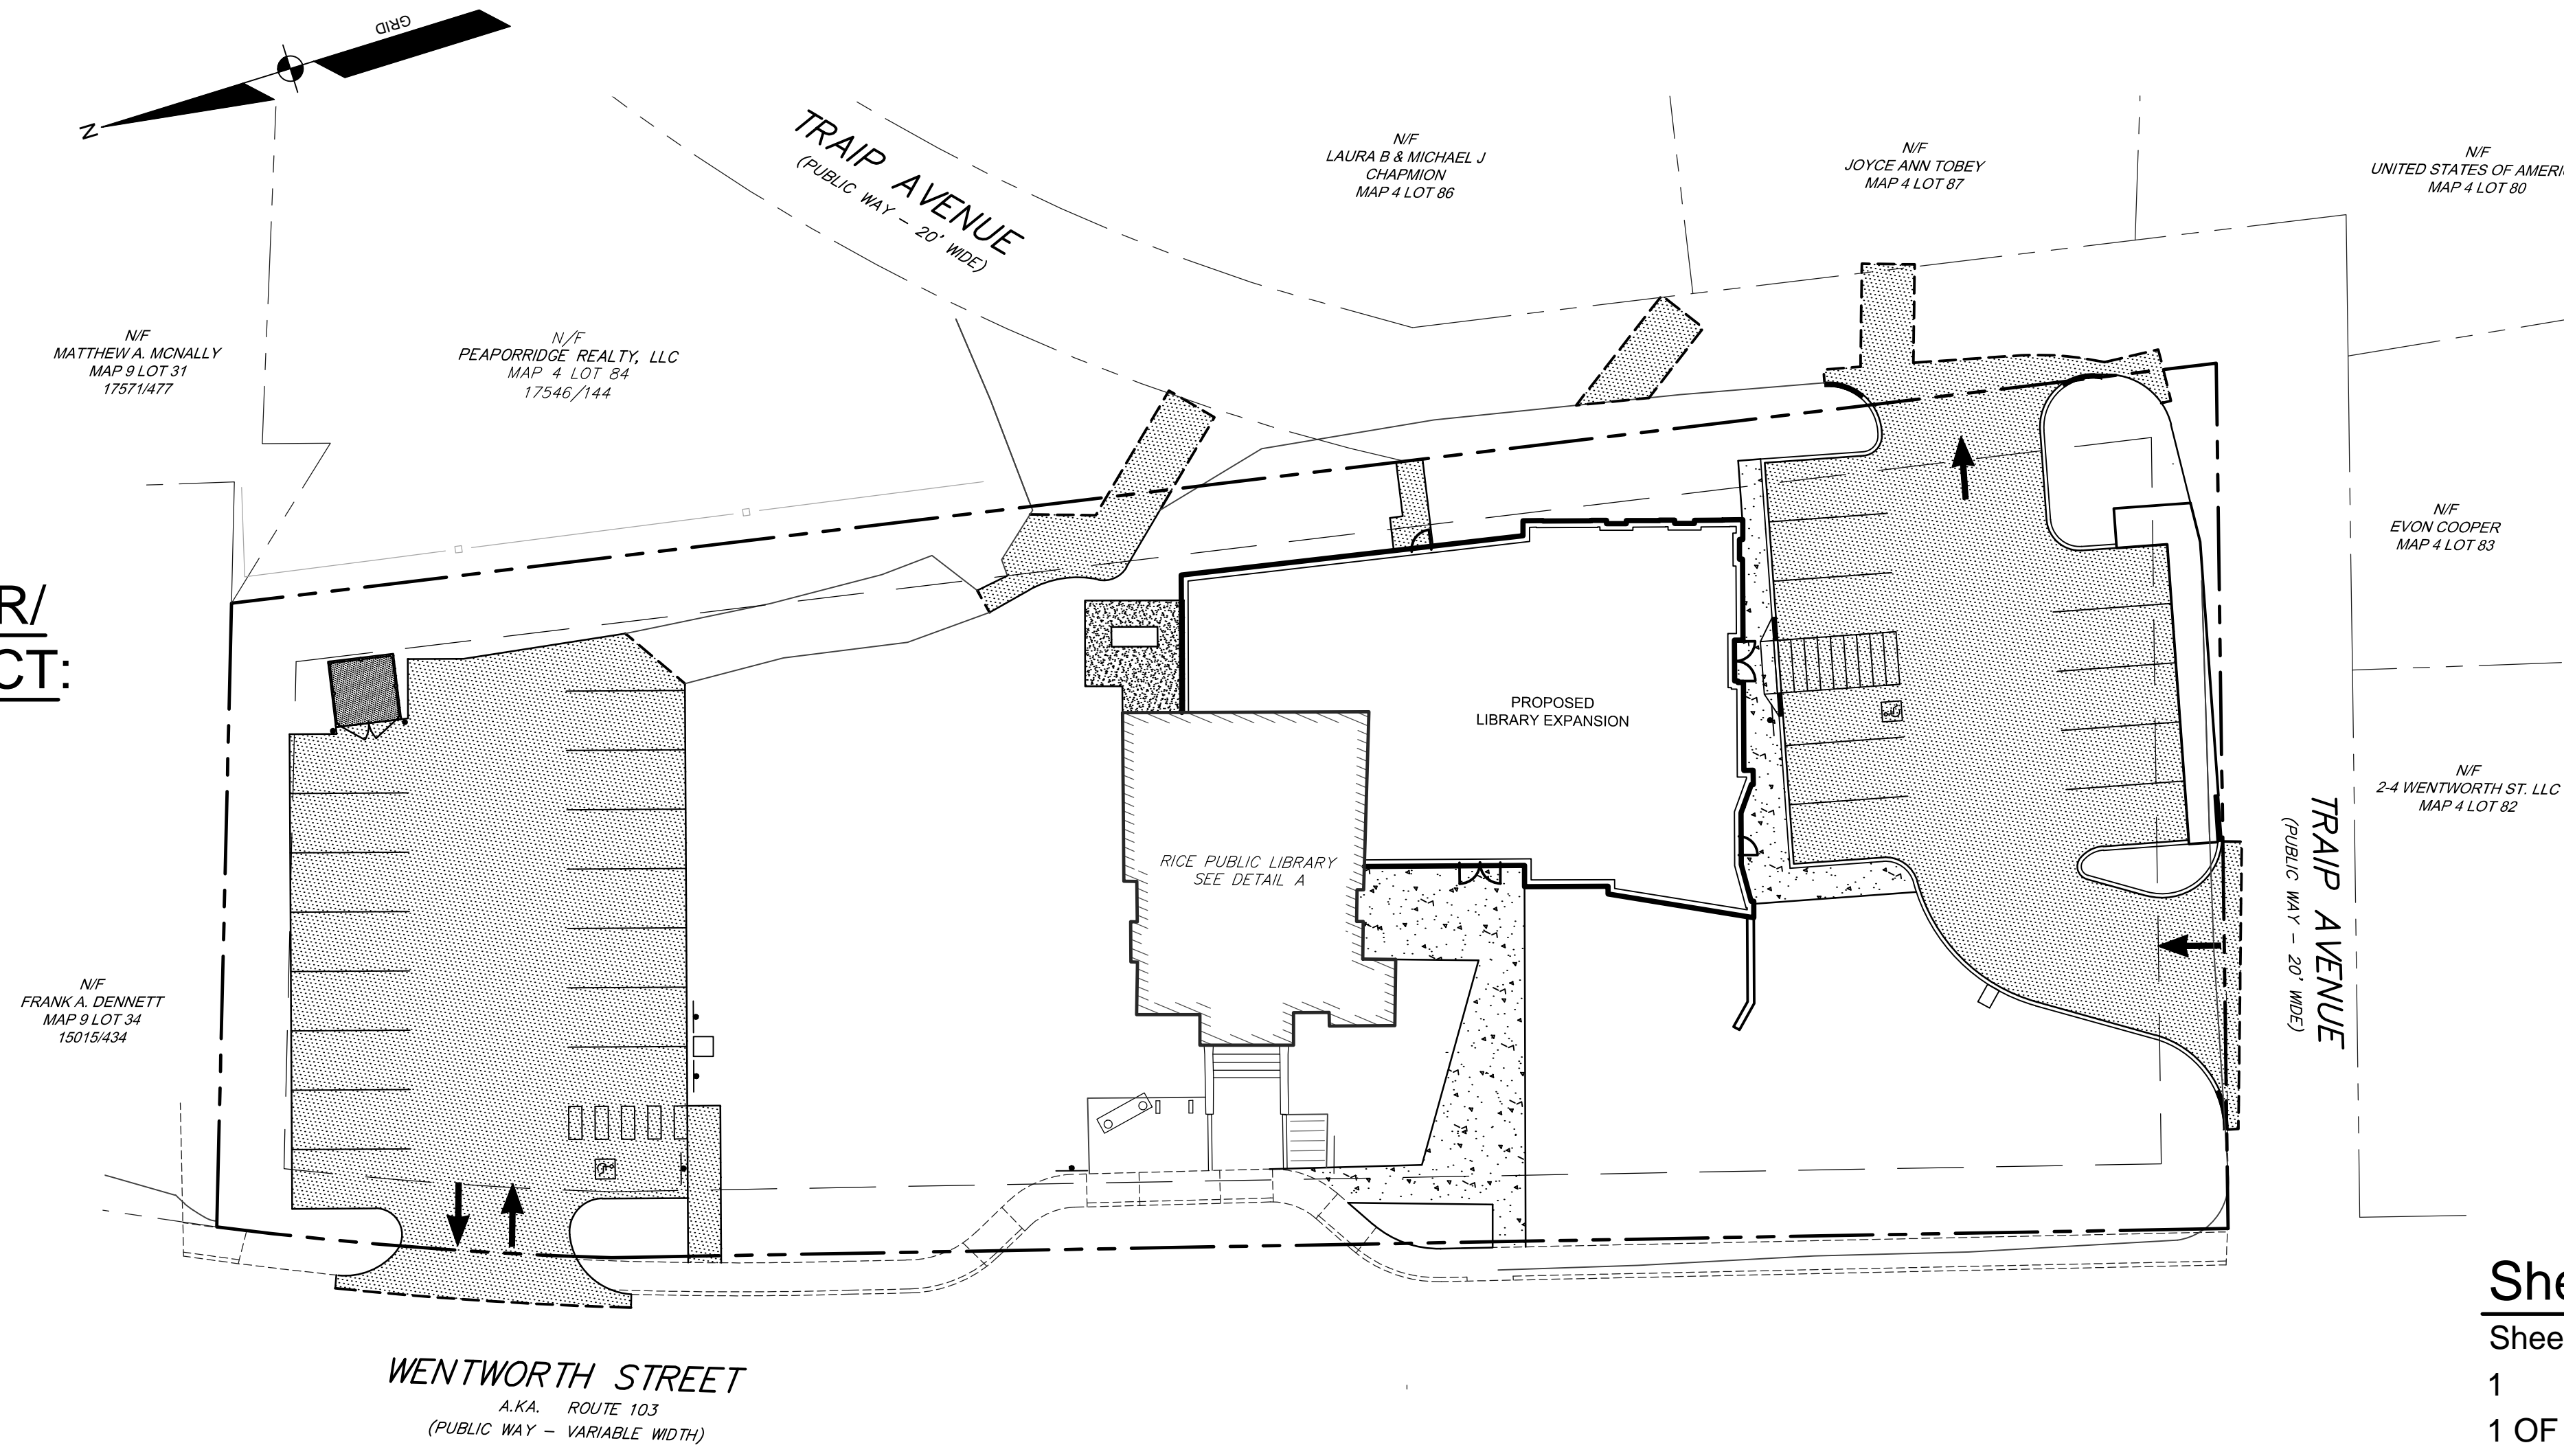 GRID
N
TRAIP AVENUE
(PUBLIC WAY - 20' WIDE)
N/F
LAURA B & MICHAEL J
CHAPMION
MAP 4 LOT 86
N/F
JOYCE ANN TOBEY
MAP 4 LOT 87
N/F
UNITED STATES OF AMERI
MAP 4 LOT 80
N/F
MATTHEW A. MCNALLY
MAP 9 LOT 31
17571/477
N/F
PEAPORRIDGE REALTY, LLC
MAP 4 LOT 84
17546/144
N/F
EVON COOPER
MAP 4 LOT 83
R/
CT:
PROPOSED
LIBRARY EXPANSION
N/F
2-4 WENTWORTH ST. LLC
MAP 4 LOT 82
RICE PUBLIC LIBRARY
SEE DETAIL A
TRAIP AVENUE
(PUBLIC WAY - 20' WIDE)
N/F
FRANK A. DENNETT
MAP 9 LOT 34
15015/434
WENTWORTH STREET
A.KA. ROUTE 103
(PUBLIC WAY - VARIABLE WIDTH)
She
Shee
1
1 OF